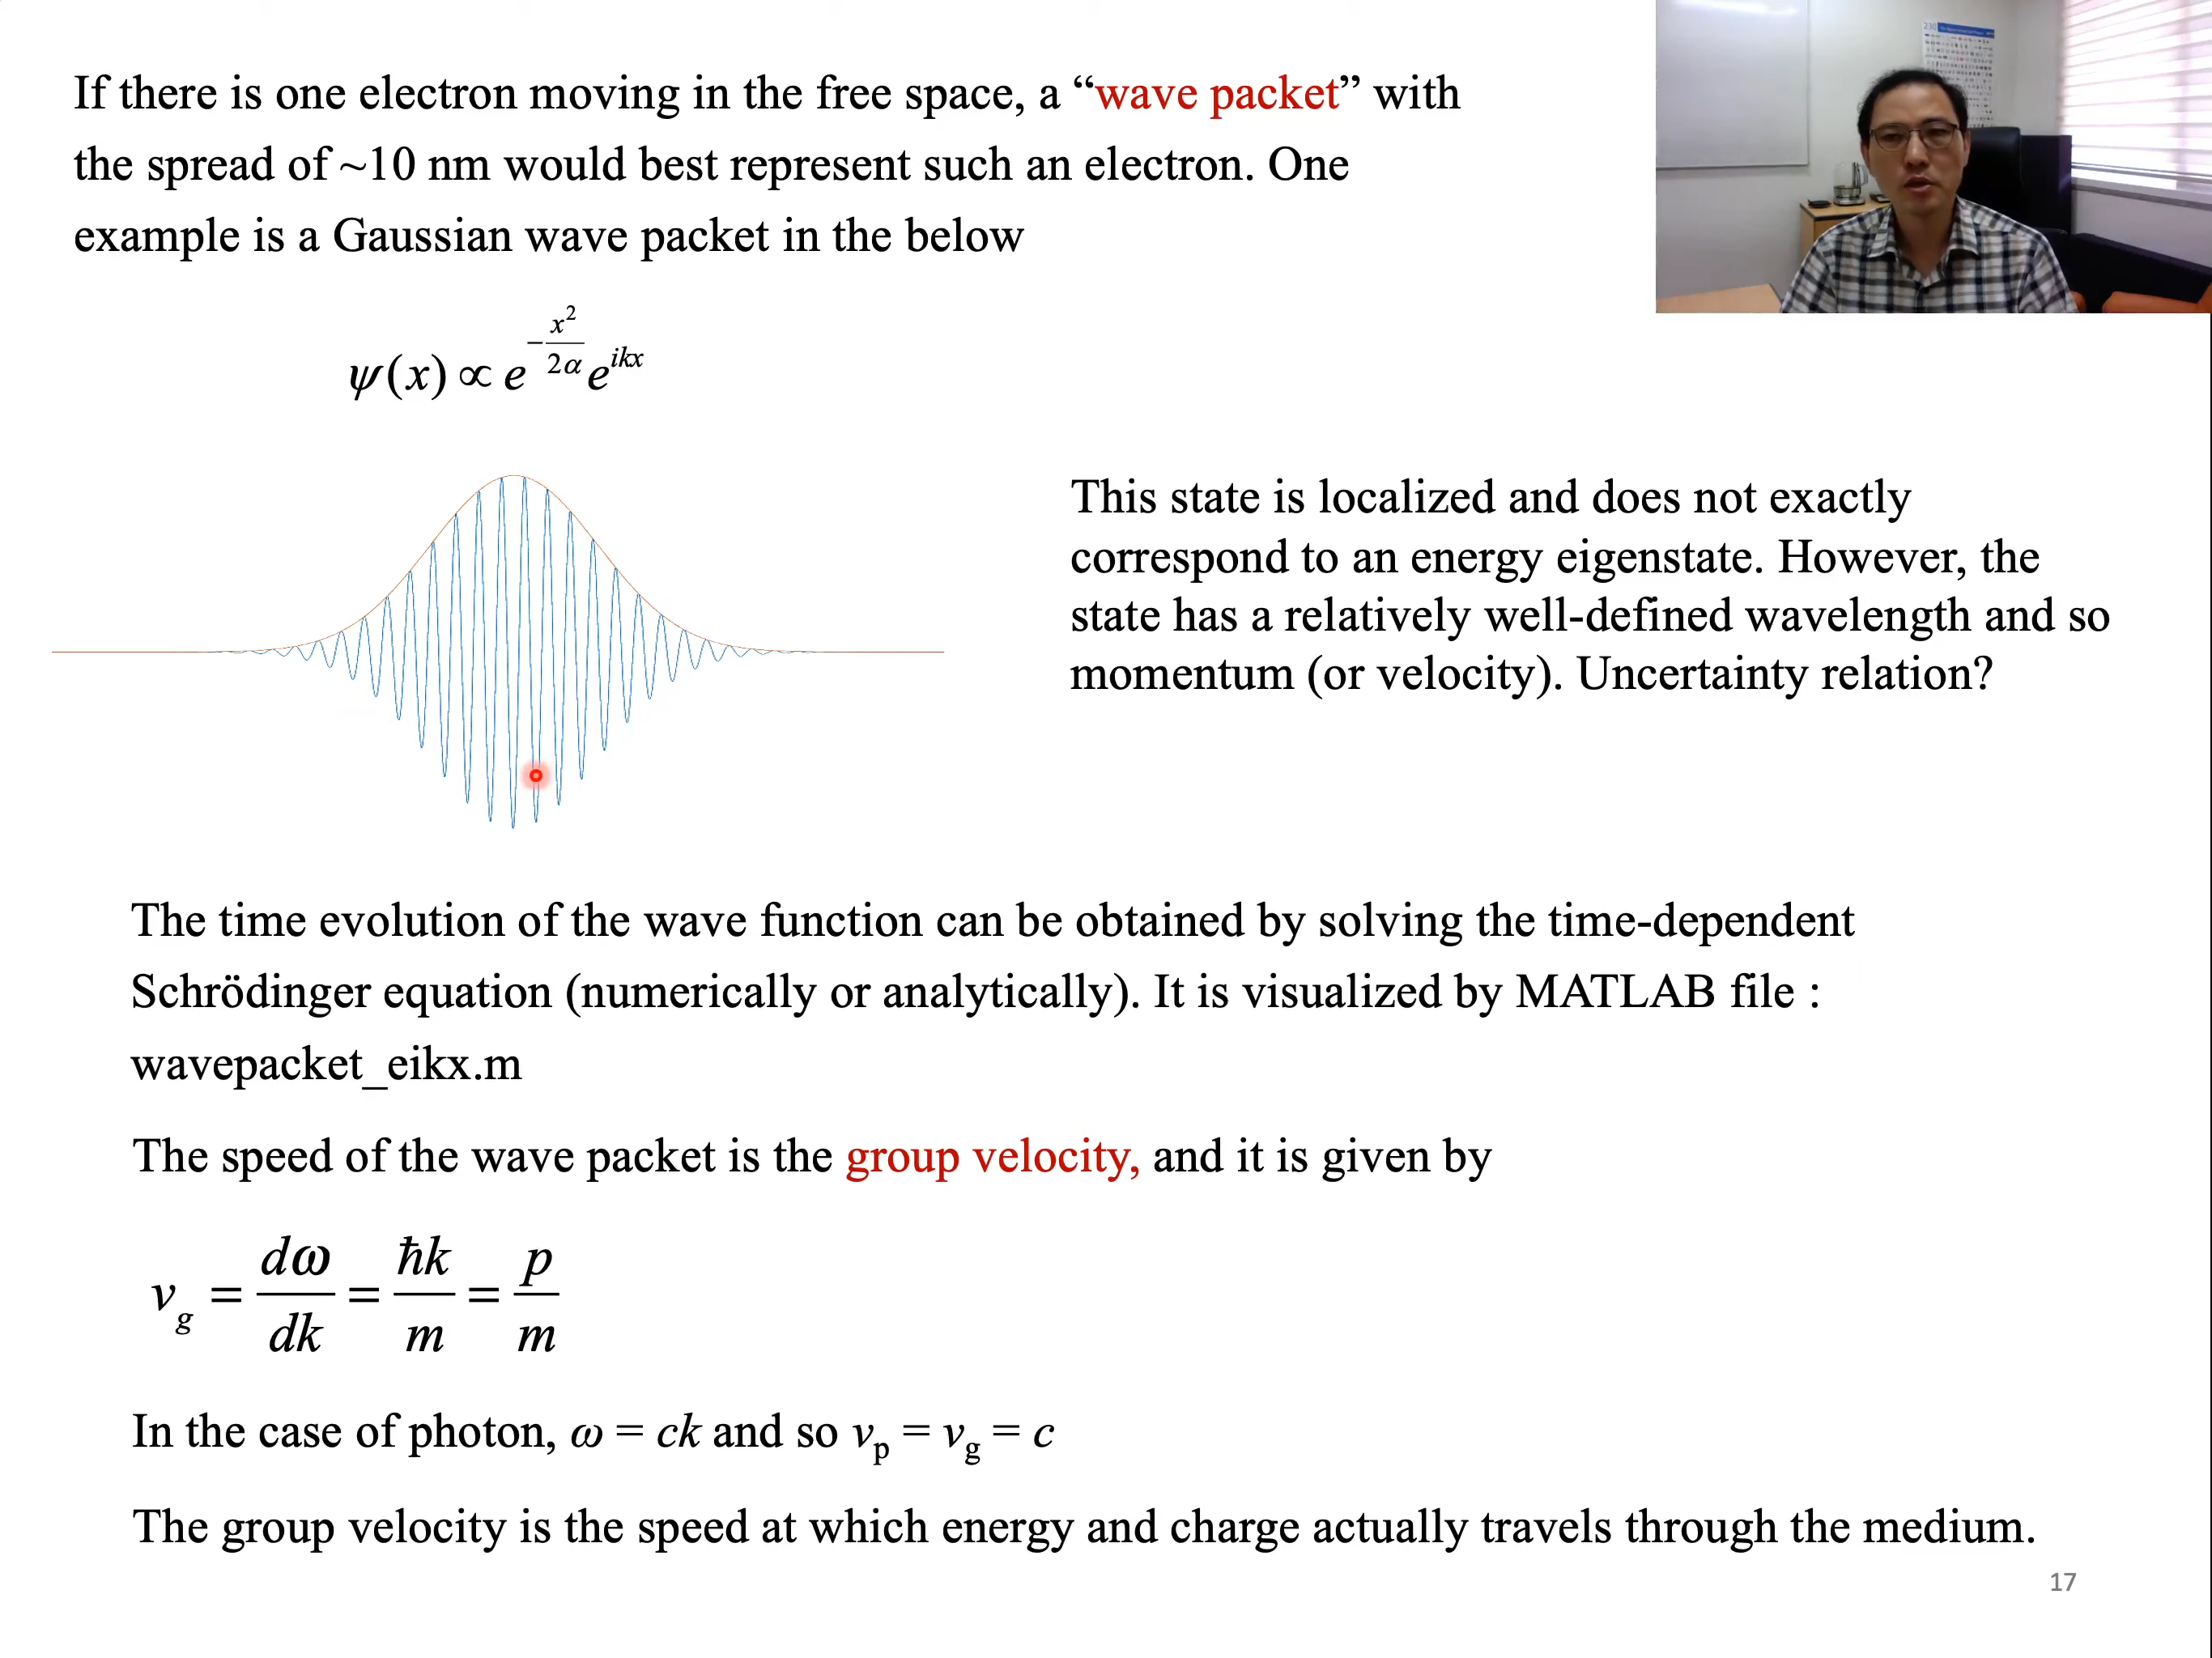 If there is one electron moving in the free space, a “wave packet” with
the spread of ~10 nm would best represent such an electron. One
example is a Gaussian wave packet in the below
ψ(x) ∝ e^{-x²/2α} e^{ikx}
This state is localized and does not exactly
correspond to an energy eigenstate. However, the
state has a relatively well-defined wavelength and so
momentum (or velocity). Uncertainty relation?
The time evolution of the wave function can be obtained by solving the time-dependent
Schrödinger equation (numerically or analytically). It is visualized by MATLAB file :
wavepacket_eikx.m
The speed of the wave packet is the group velocity, and it is given by
v_g = dω/dk = ħk/m = p/m
In the case of photon, ω = ck and so v_p = v_g = c
The group velocity is the speed at which energy and charge actually travels through the medium.
17